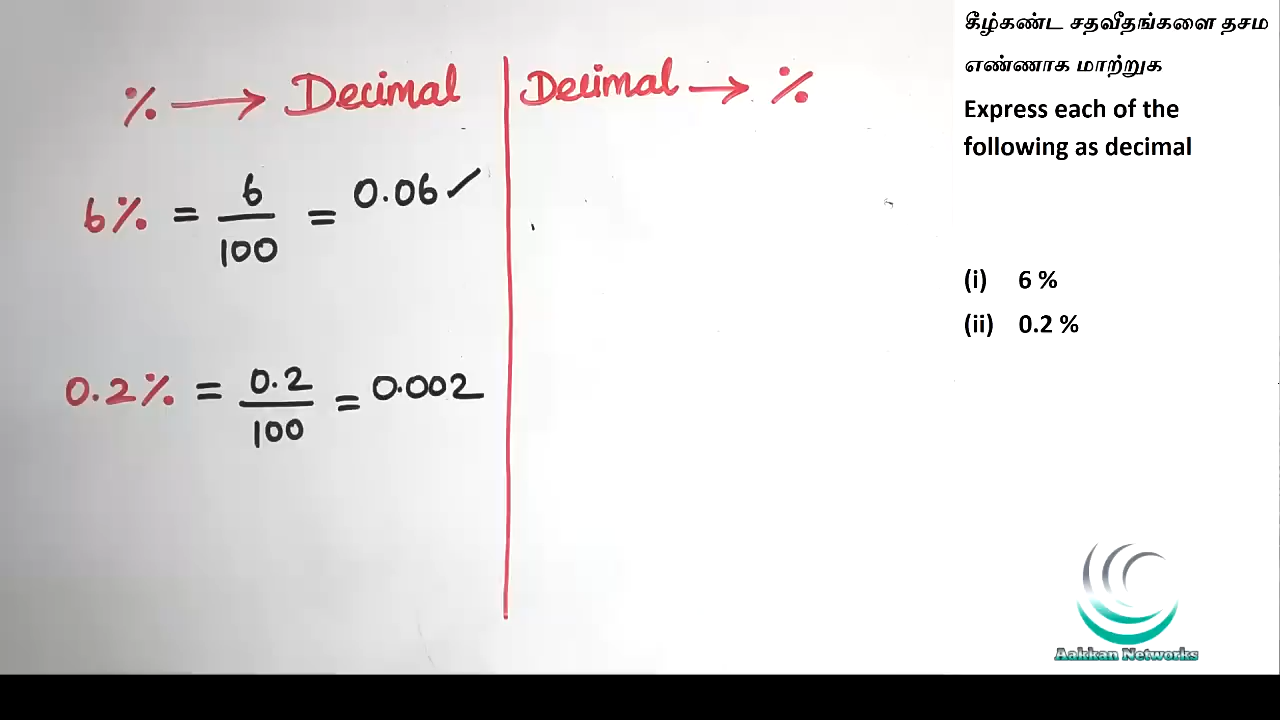 % → Decimal
6% = 6/100 = 0.06 ✓
0.2% = 0.2/100 = 0.002
Decimal → %
கீழ்கண்ட சதவீதங்களை தசம
எண்ணாக மாற்றுக
Express each of the
following as decimal
(i) 6 %
(ii) 0.2 %
Aakkan Networks